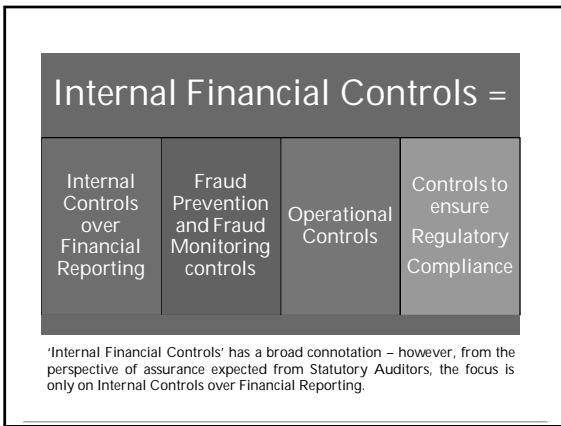 Internal Financial Controls =
Internal
Controls
over
Financial
Reporting
Fraud
Prevention
and Fraud
Monitoring
controls
Operational
Controls
Controls to
ensure
Regulatory
Compliance
'Internal Financial Controls' has a broad connotation – however, from the
perspective of assurance expected from Statutory Auditors, the focus is
only on Internal Controls over Financial Reporting.